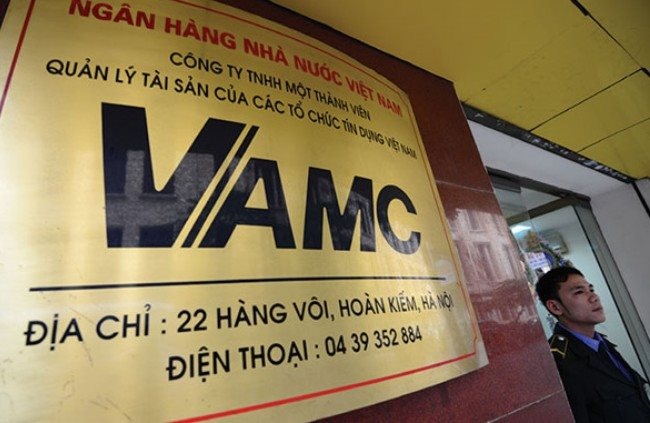 NGÂN HÀNG NHÀ NƯỚC VIỆT NAM
CÔNG TY TNHH MỘT THÀNH VIÊN
QUẢN LÝ TÀI SẢN CỦA CÁC TỔ CHỨC TÍN DỤNG VIỆT NAM
VAMC
ĐỊA CHỈ : 22 HÀNG VÔI, HOÀN KIẾM, HÀ NỘI
ĐIỆN THOẠI : 04 39 352 884